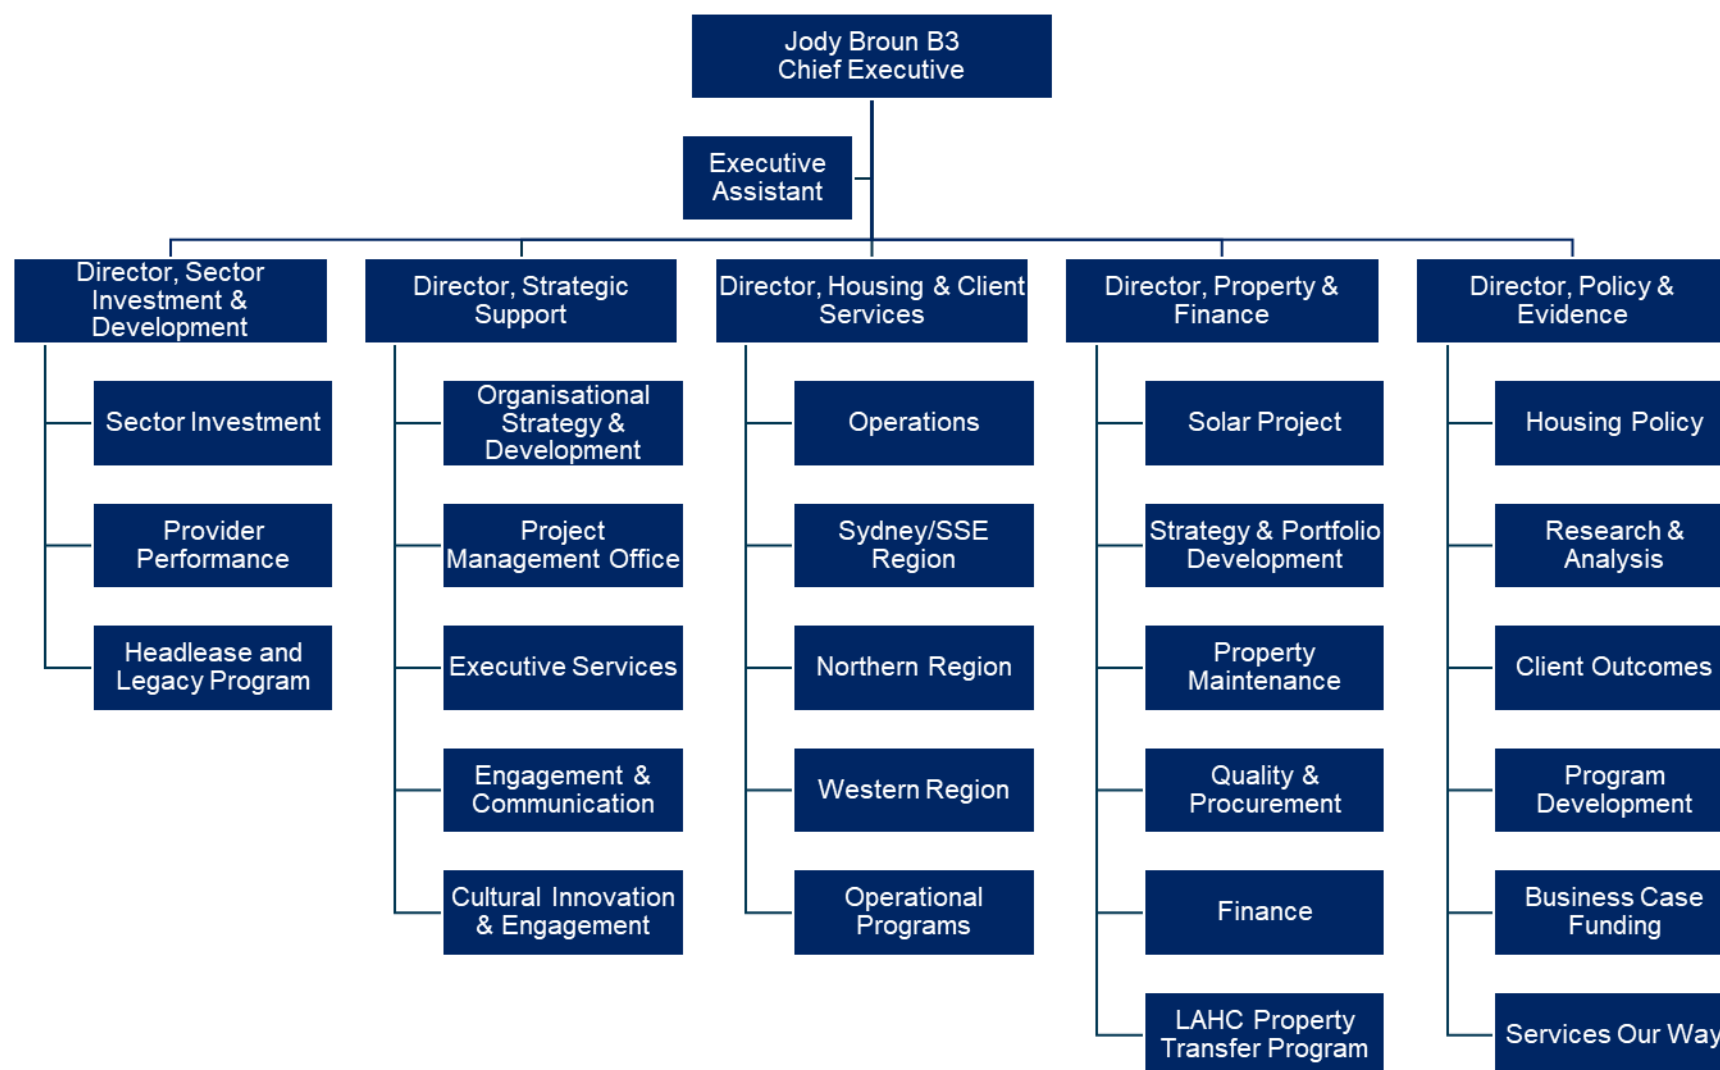 Jody Broun B3
Chief Executive
Executive
Assistant
Director, Sector
Investment &
Development
Director, Strategic
Support
Director, Housing & Client
Services
Director, Property &
Finance
Director, Policy &
Evidence
Sector Investment
Provider
Performance
Headlease and
Legacy Program
Organisational
Strategy &
Development
Project
Management Office
Executive Services
Engagement &
Communication
Cultural Innovation
& Engagement
Operations
Sydney/SSE
Region
Northern Region
Western Region
Operational
Programs
Solar Project
Strategy & Portfolio
Development
Property
Maintenance
Quality &
Procurement
Finance
LAHC Property
Transfer Program
Housing Policy
Research &
Analysis
Client Outcomes
Program
Development
Business Case
Funding
Services Our Way